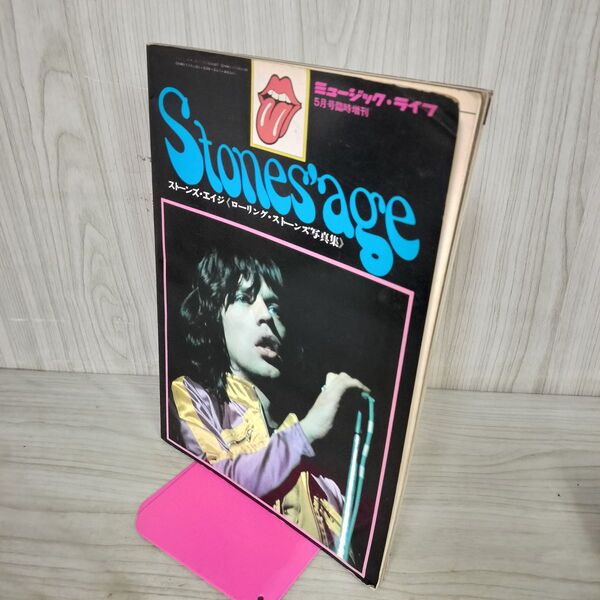 ミュージック・ライフ
5月号臨時増刊
Stones'age
ストーンズ・エイジ《ローリング・ストーンズ写真集》